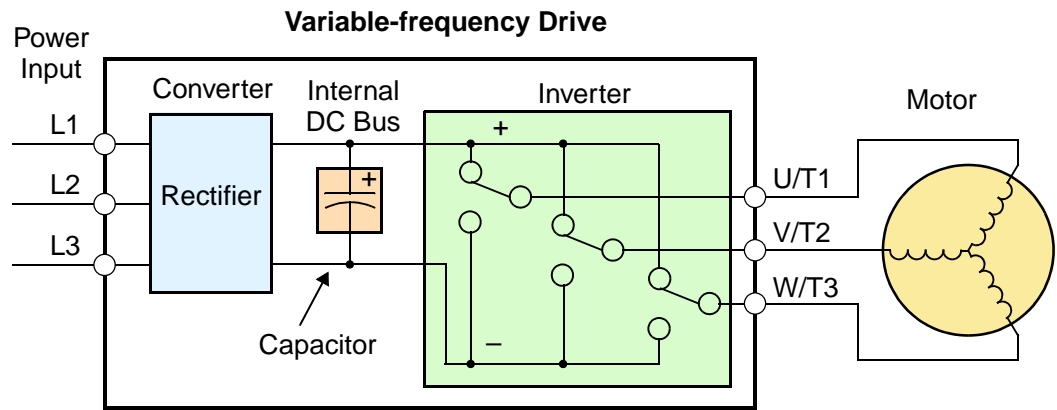 Variable-frequency Drive
Power
Input
Converter
Internal
DC Bus
Inverter
Motor
L1
L2
L3
Rectifier
+
+
–
U/T1
V/T2
W/T3
Capacitor